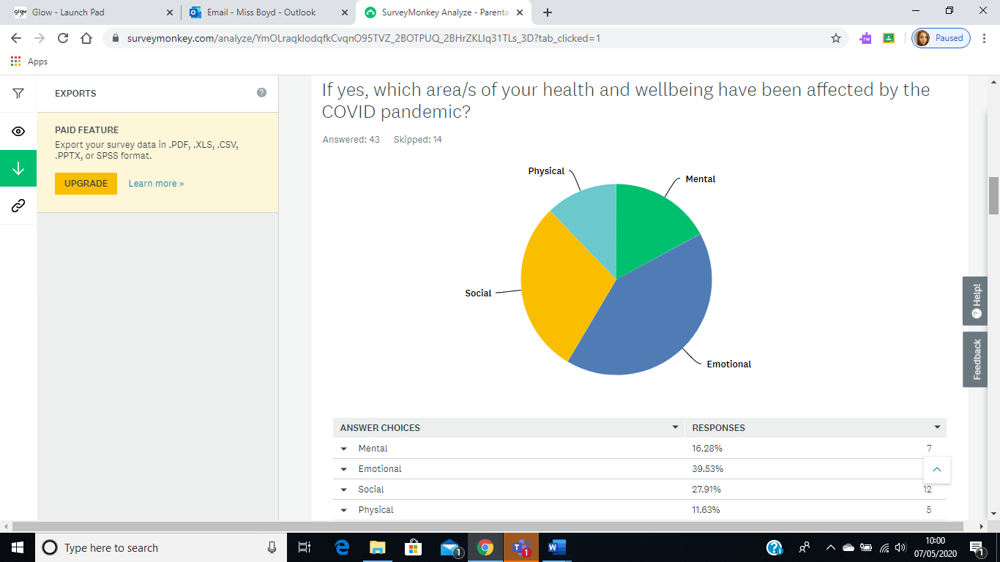 glow Glow - Launch Pad
Email - Miss Boyd - Outlook
SurveyMonkey Analyze - Parenta
surveymonkey.com/analyze/YmOLraqklodqfkCvqnO95TVZ_2BOTPUQ_2BHrZKLlq31TLs_3D?tab_clicked=1
rw
Paused
Apps
EXPORTS
PAID FEATURE
Export your survey data in .PDF, .XLS, .CSV,
.PPTX, or SPSS format.
UPGRADE
Learn more »
If yes, which area/s of your health and wellbeing have been affected by the
COVID pandemic?
Answered: 43 Skipped: 14
Physical
Mental
Social
Emotional
Help!
Feedback
ANSWER CHOICES RESPONSES
Mental 16.28% 7
Emotional 39.53%
Social 27.91% 12
Physical 11.63% 5
Type here to search
1
1
W
10:00
07/05/2020
1